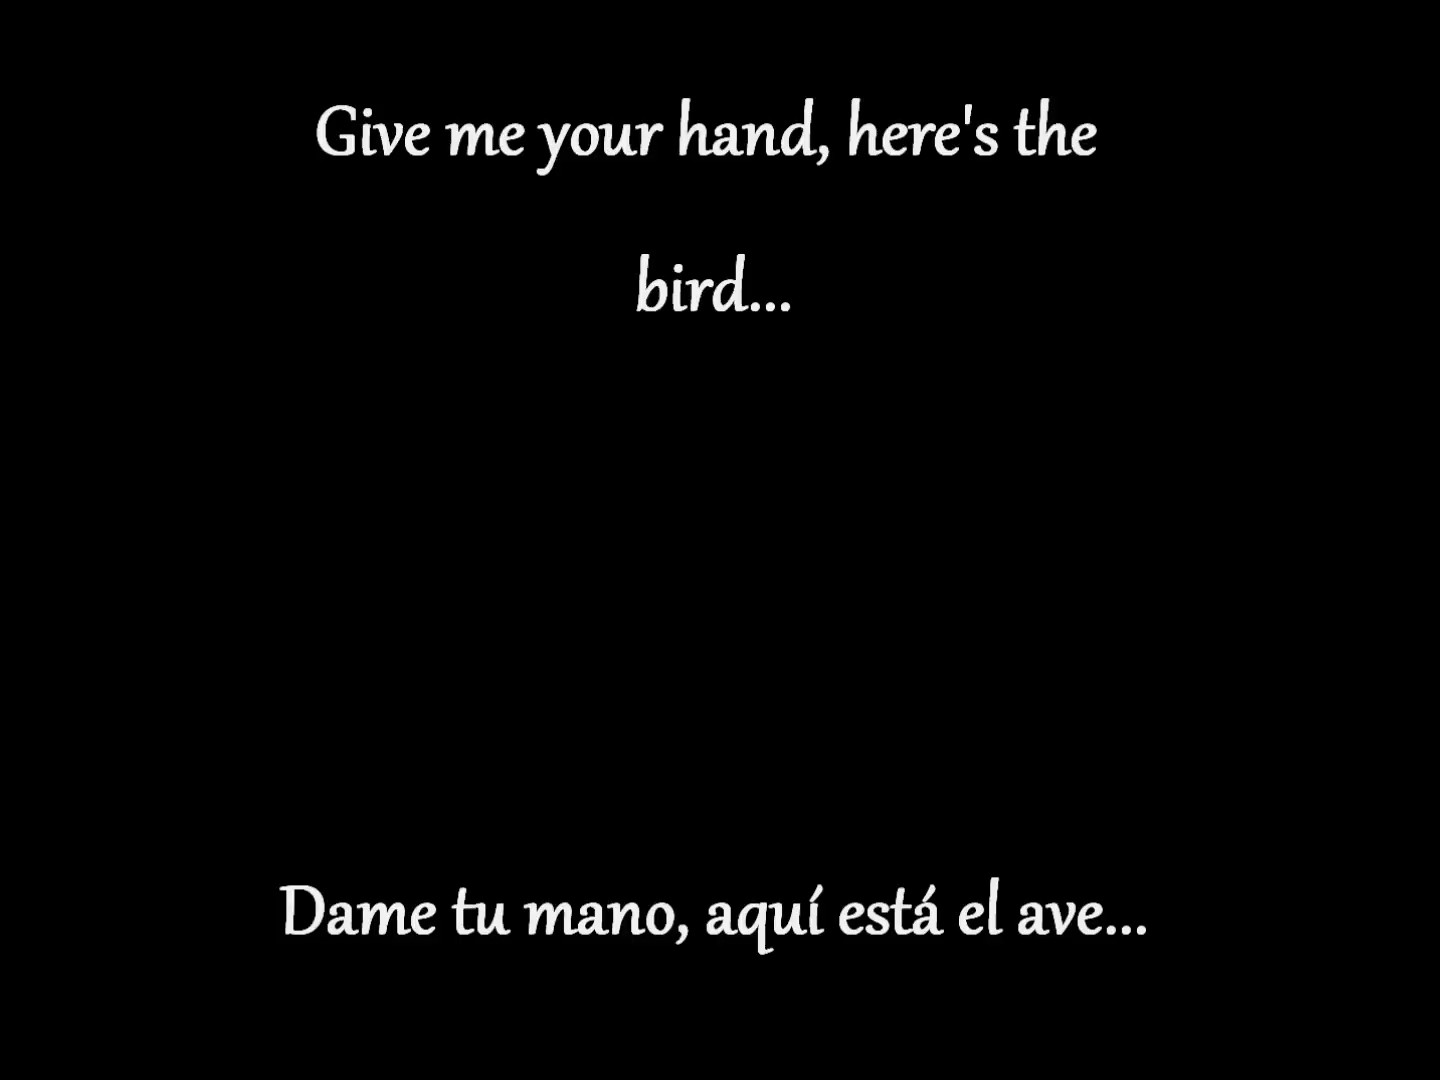 Give me your hand, here's the
bird...
Dame tu mano, aquí está el ave...